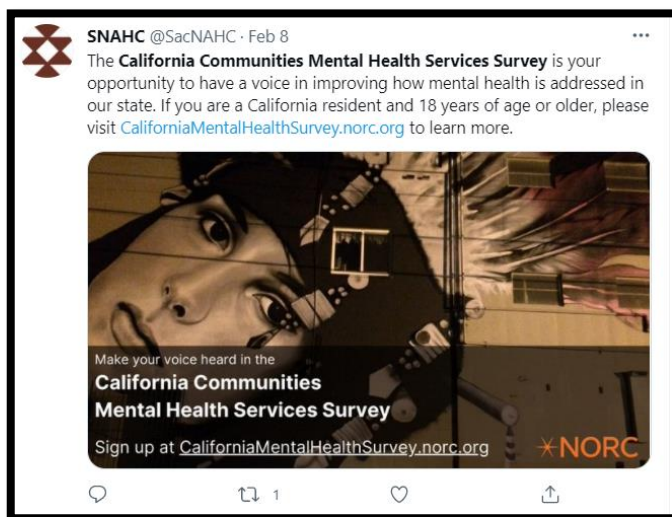 SNAHC @SacNAHC · Feb 8
The California Communities Mental Health Services Survey is your
opportunity to have a voice in improving how mental health is addressed in
our state. If you are a California resident and 18 years of age or older, please
visit CaliforniaMentalHealthSurvey.norc.org to learn more.
Make your voice heard in the
California Communities
Mental Health Services Survey
Sign up at CaliforniaMentalHealthSurvey.norc.org
NORC
1